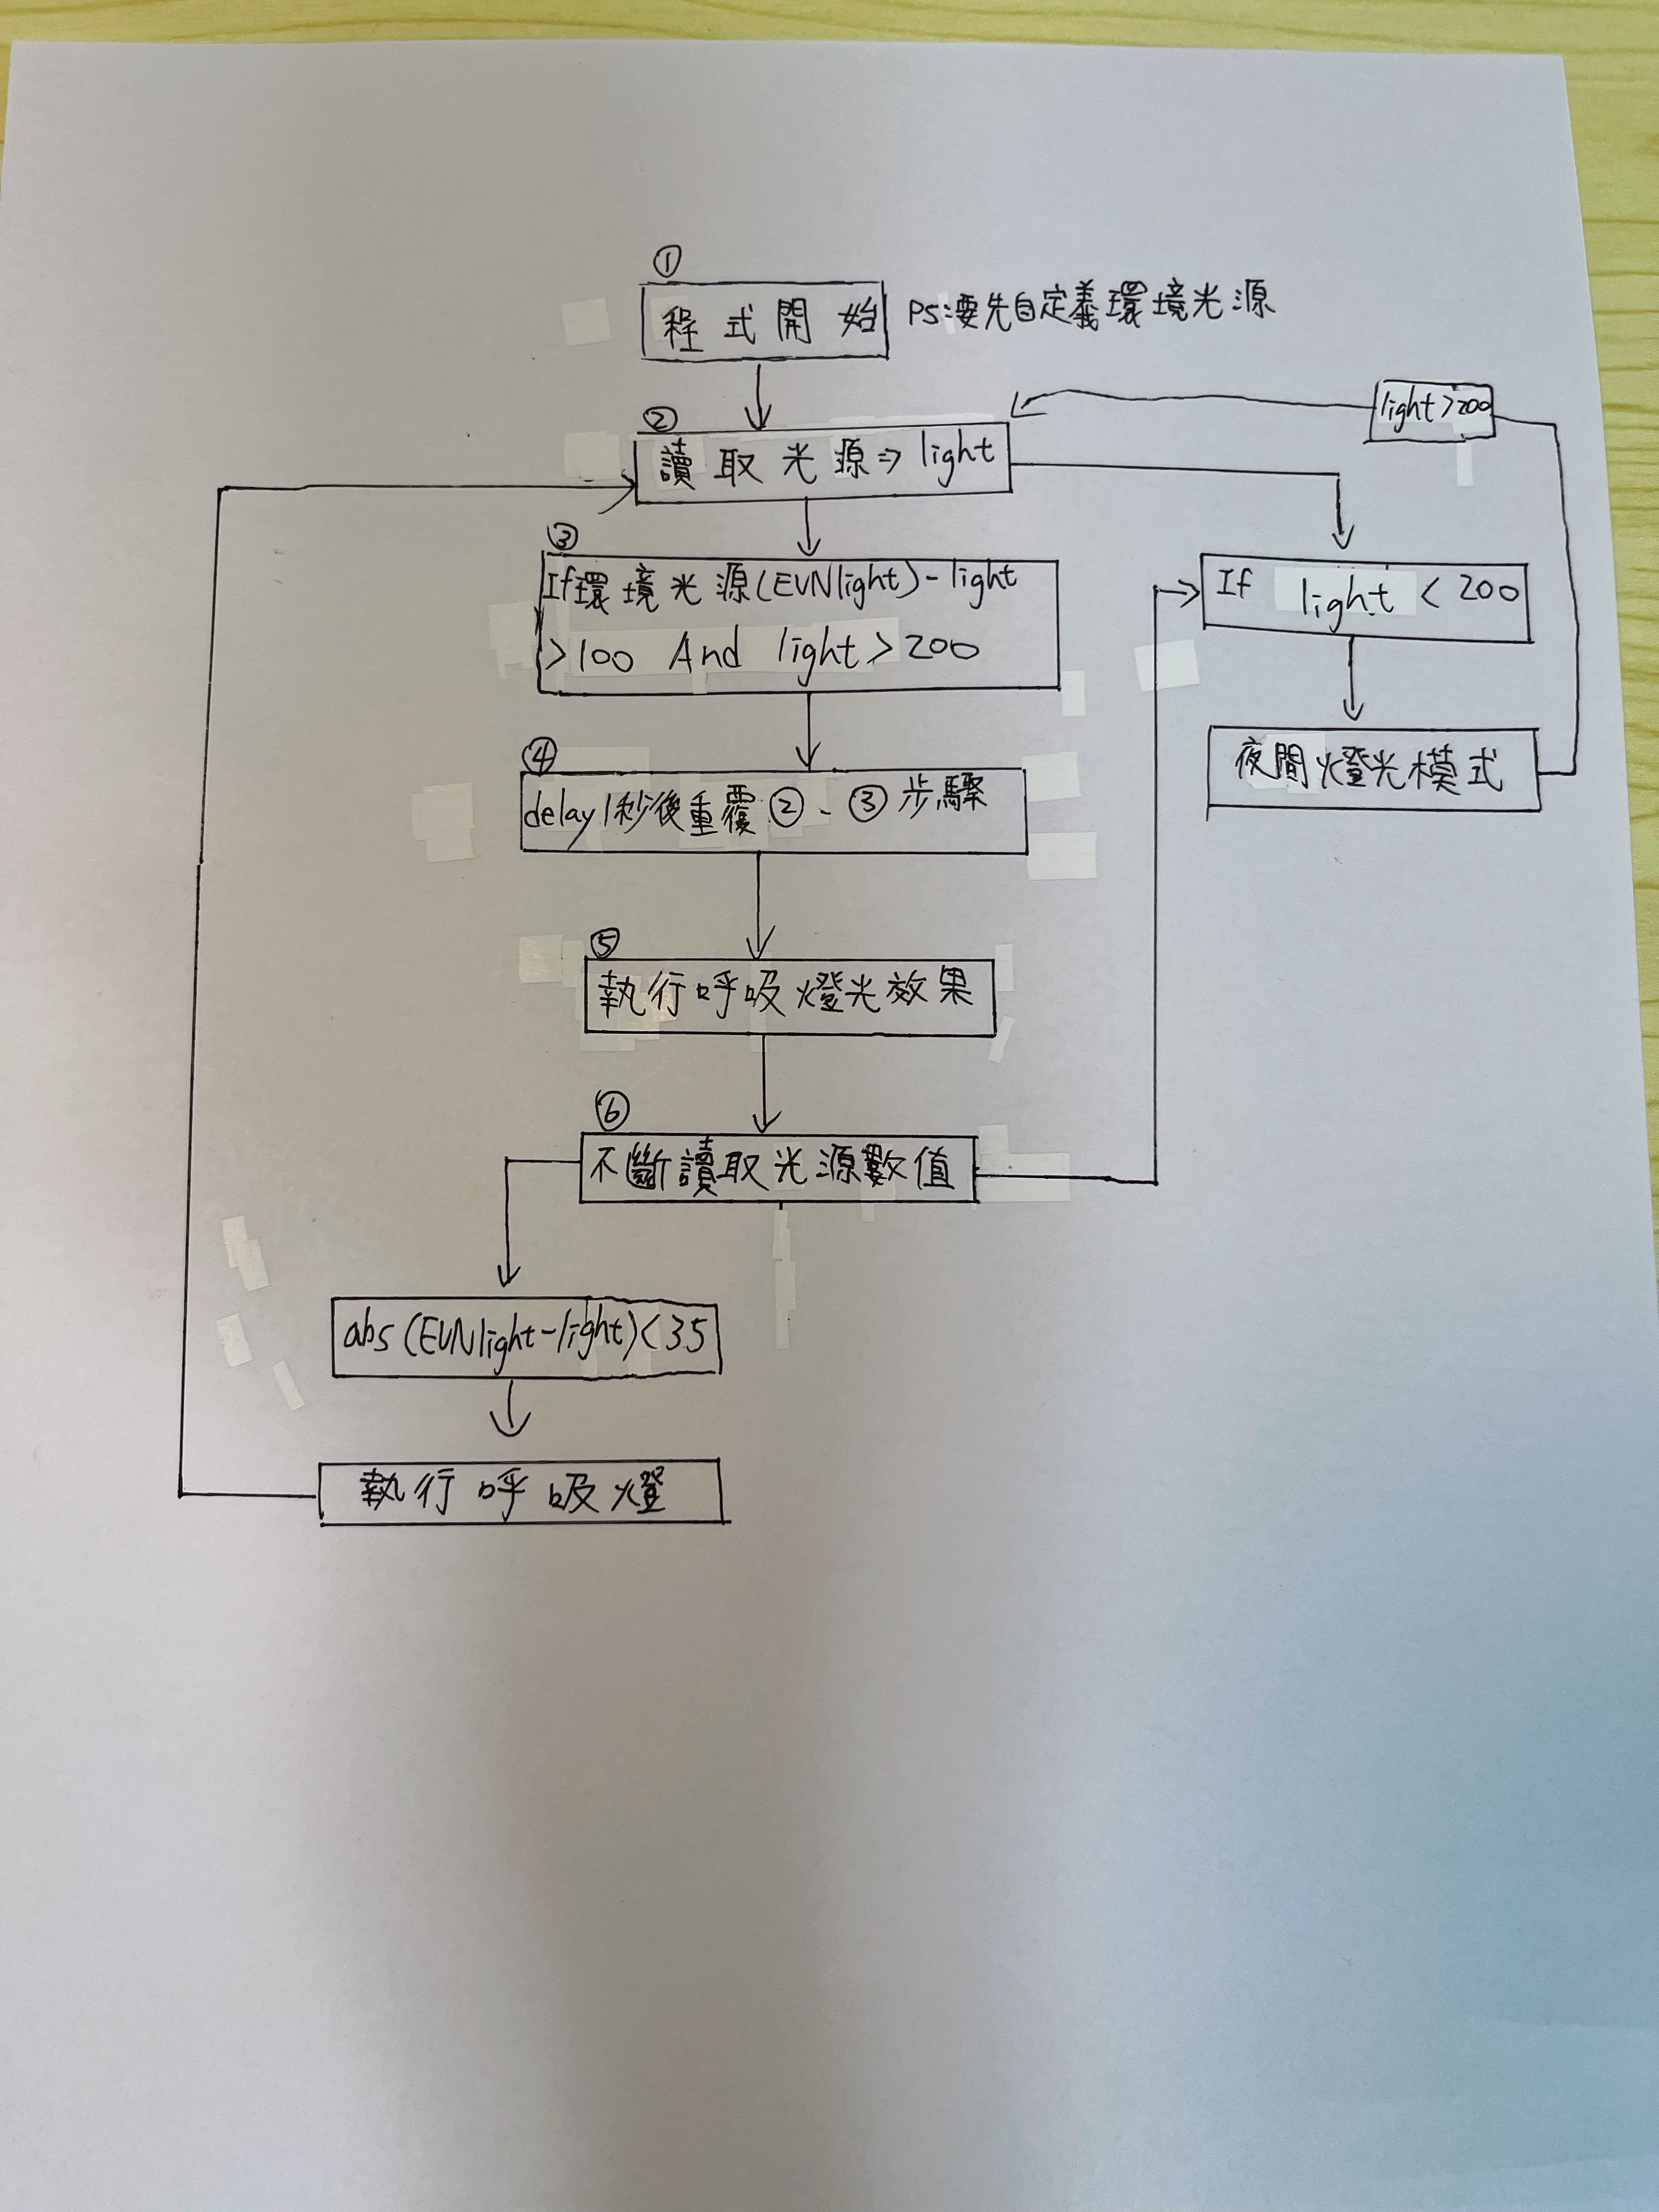 ①
程式開始
PS:要先自定義環境光源
light>200
②
讀取光源⇒light
③
If環境光源(EVNlight)-light
>100 And light>200
If light<200
④
delay1秒後重覆②、③步驟
夜間燈光模式
⑤
執行呼吸燈光效果
⑥
不斷讀取光源數值
abs(EVNlight-light)<35
執行呼吸燈